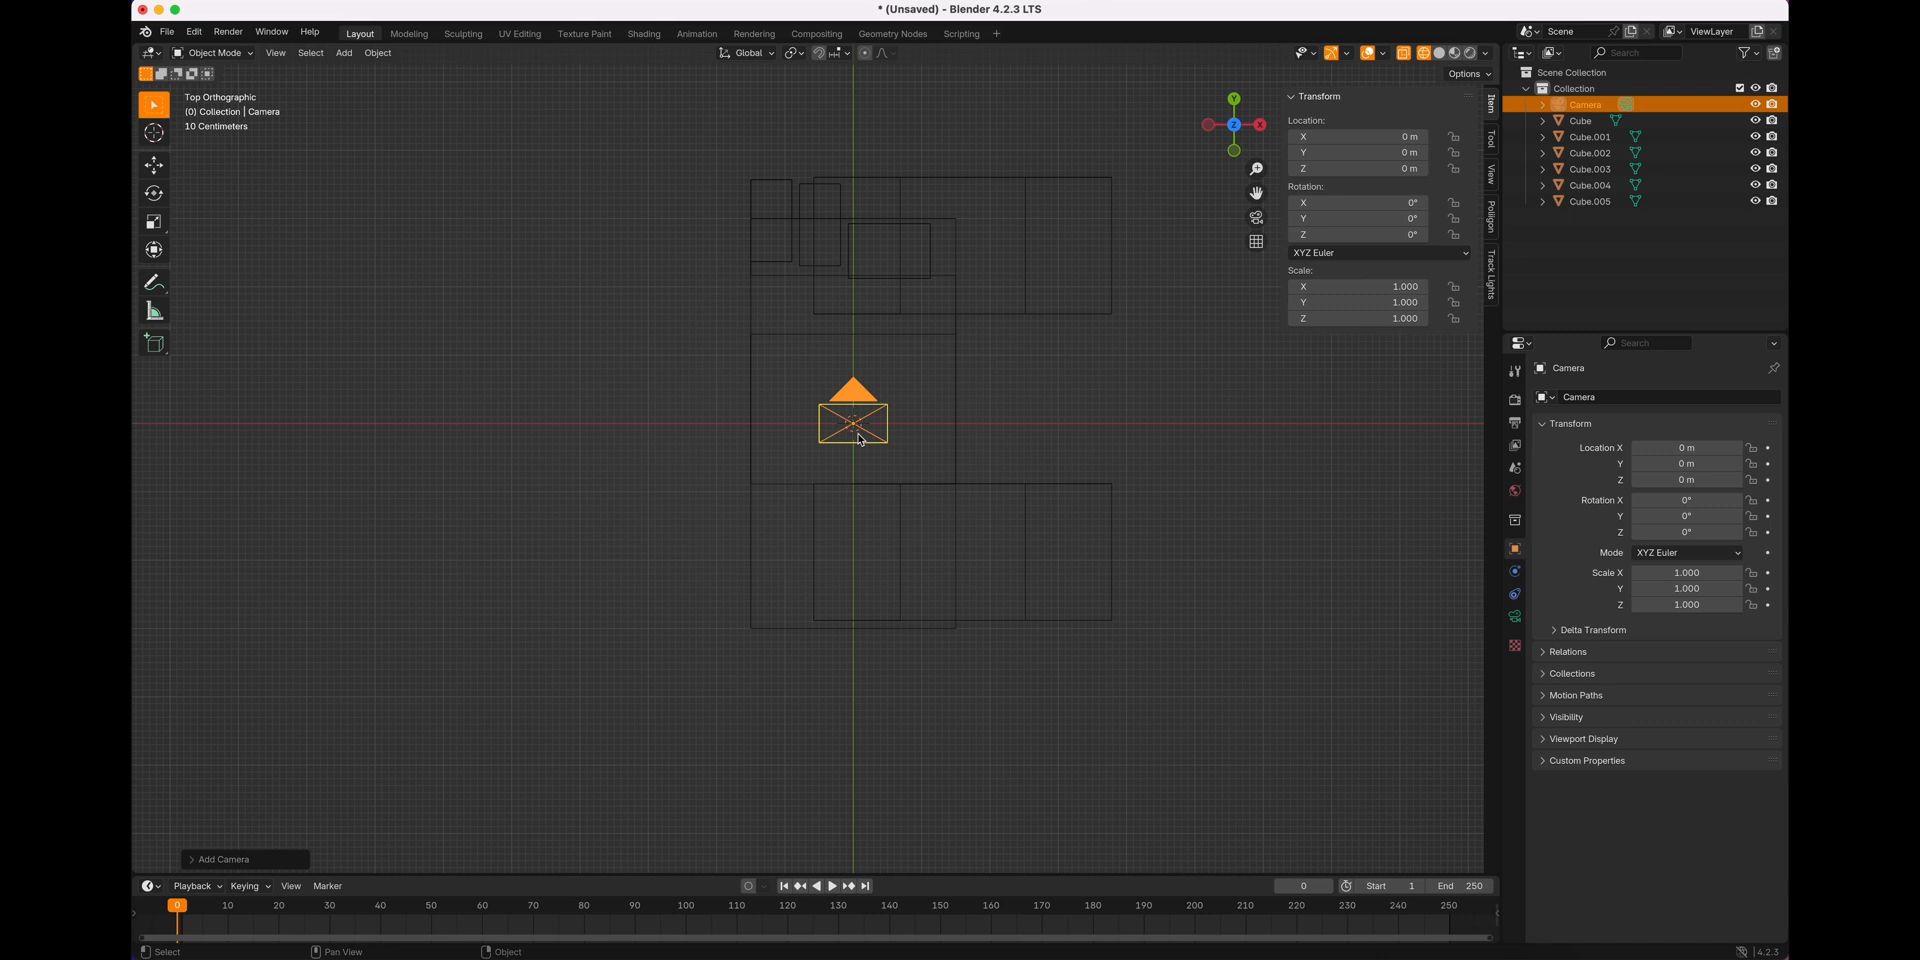 * (Unsaved) - Blender 4.2.3 LTS
File Edit Render Window Help
Layout Modeling Sculpting UV Editing Texture Paint Shading Animation Rendering Compositing Geometry Nodes Scripting +
Scene
ViewLayer
Object Mode View Select Add Object
Global
Options
Search
Top Orthographic
(0) Collection | Camera
10 Centimeters
Y
X
Z
Transform
Location:
X 0 m
Y 0 m
Z 0 m
Rotation:
X 0°
Y 0°
Z 0°
XYZ Euler
Scale:
X 1.000
Y 1.000
Z 1.000
Item
Tool
View
Poliigon
Track Lights
Scene Collection
Collection
Camera
Cube
Cube.001
Cube.002
Cube.003
Cube.004
Cube.005
Search
Camera
Camera
Transform
Location X 0 m
Y 0 m
Z 0 m
Rotation X 0°
Y 0°
Z 0°
Mode XYZ Euler
Scale X 1.000
Y 1.000
Z 1.000
Delta Transform
Relations
Collections
Motion Paths
Visibility
Viewport Display
Custom Properties
Add Camera
Playback Keying View Marker
0
Start 1
End 250
0 10 20 30 40 50 60 70 80 90 100 110 120 130 140 150 160 170 180 190 200 210 220 230 240 250
Select
Pan View
Object
4.2.3